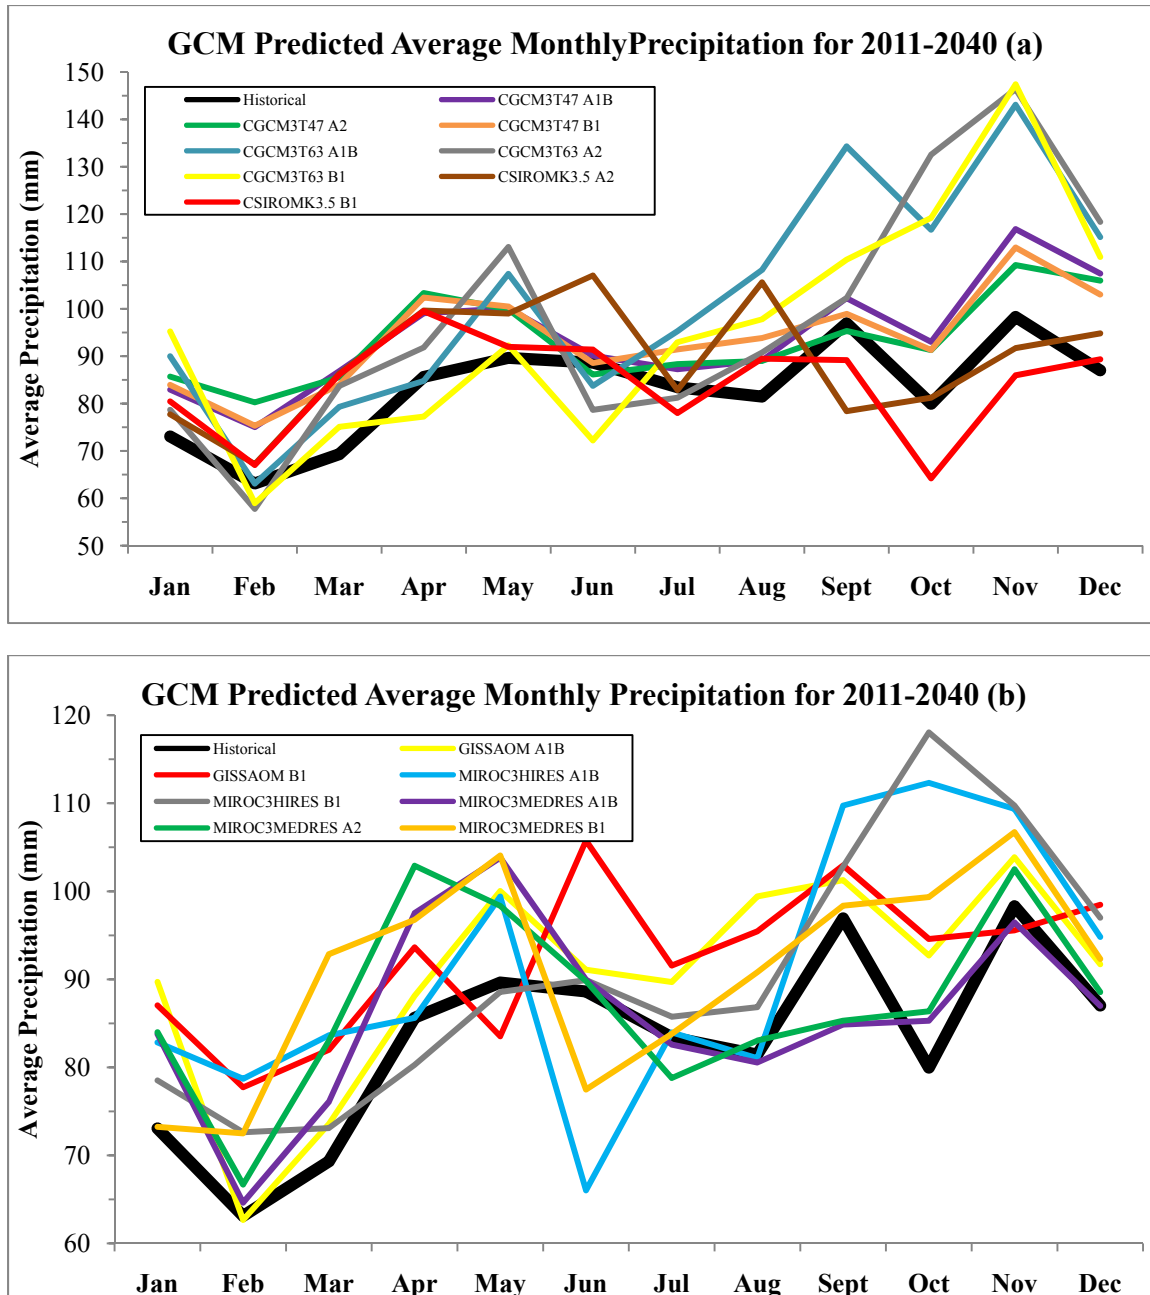 GCM Predicted Average MonthlyPrecipitation for 2011-2040 (a)
Average Precipitation (mm)
150
140
130
120
110
100
90
80
70
60
50
Historical CGCM3T47 A1B
CGCM3T47 A2 CGCM3T47 B1
CGCM3T63 A1B CGCM3T63 A2
CGCM3T63 B1 CSIROMK3.5 A2
CSIROMK3.5 B1
Jan Feb Mar Apr May Jun Jul Aug Sept Oct Nov Dec
GCM Predicted Average Monthly Precipitation for 2011-2040 (b)
Average Precipitation (mm)
120
110
100
90
80
70
60
Historical GISSAOM A1B
GISSAOM B1 MIROC3HIRES A1B
MIROC3HIRES B1 MIROC3MEDRES A1B
MIROC3MEDRES A2 MIROC3MEDRES B1
Jan Feb Mar Apr May Jun Jul Aug Sept Oct Nov Dec